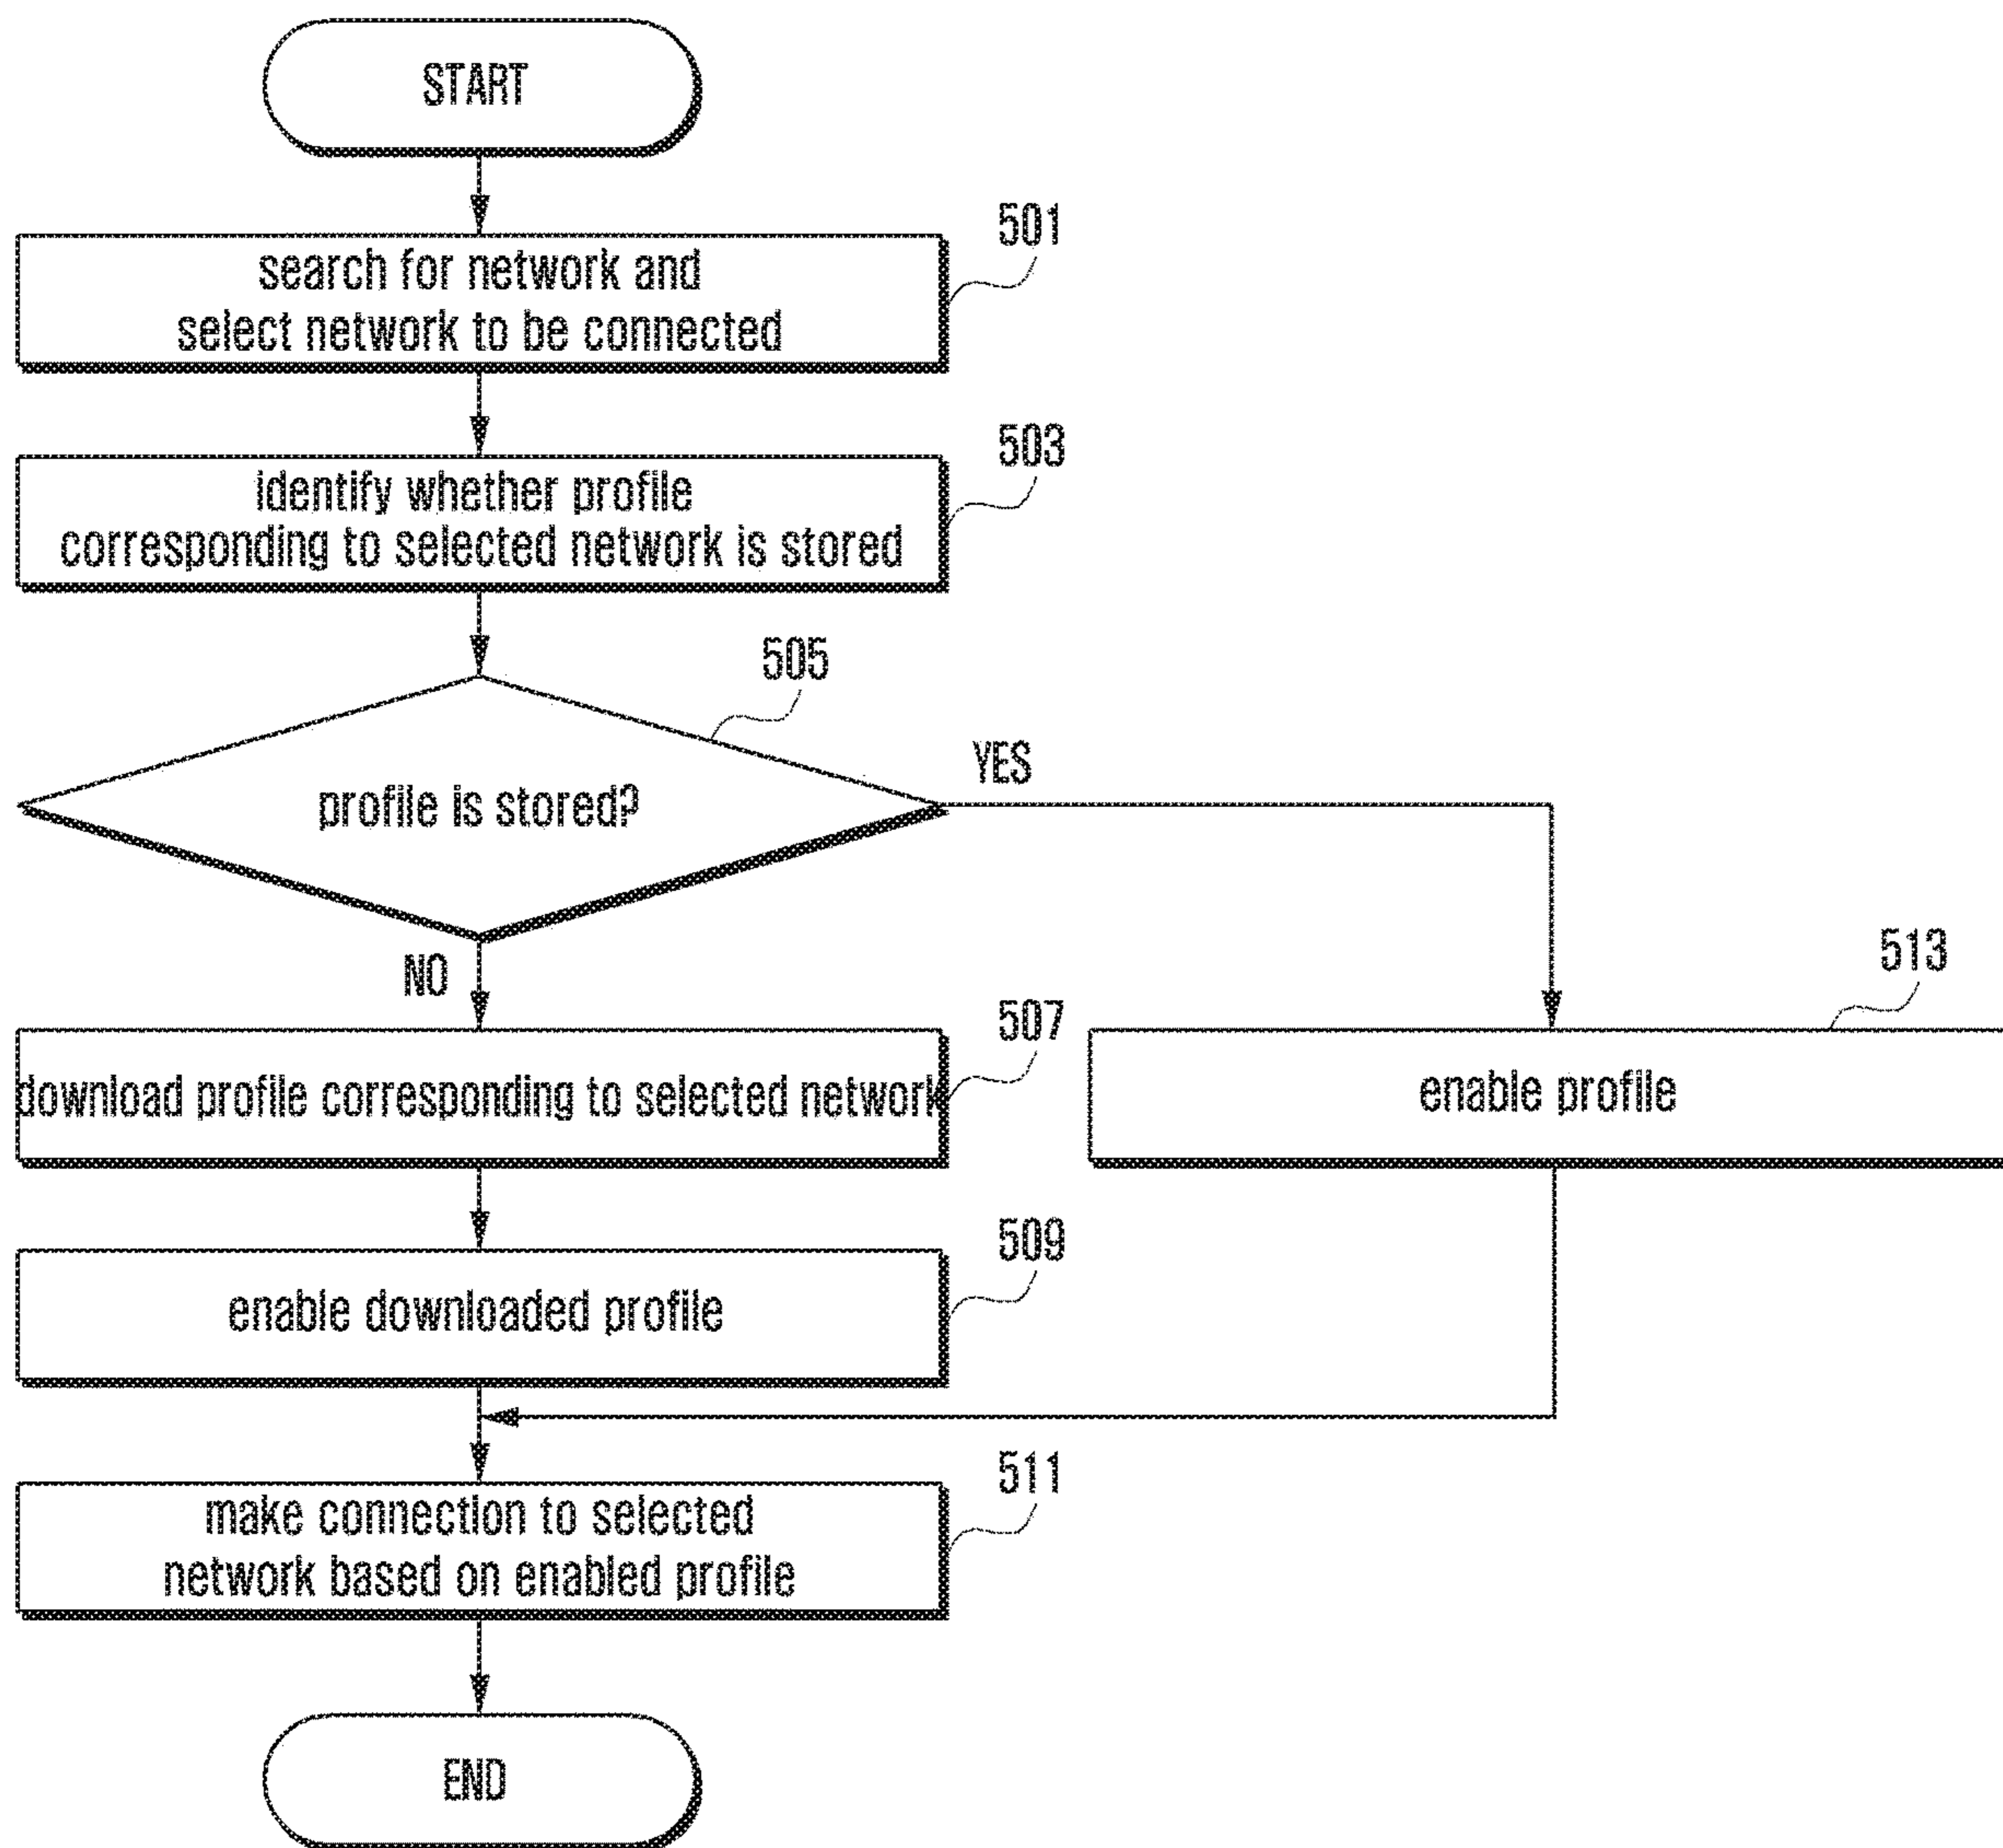 START
501
search for network and
select network to be connected
503
identify whether profile
corresponding to selected network is stored
505
profile is stored?
YES
NO
507
download profile corresponding to selected network
513
enable profile
509
enable downloaded profile
511
make connection to selected
network based on enabled profile
END